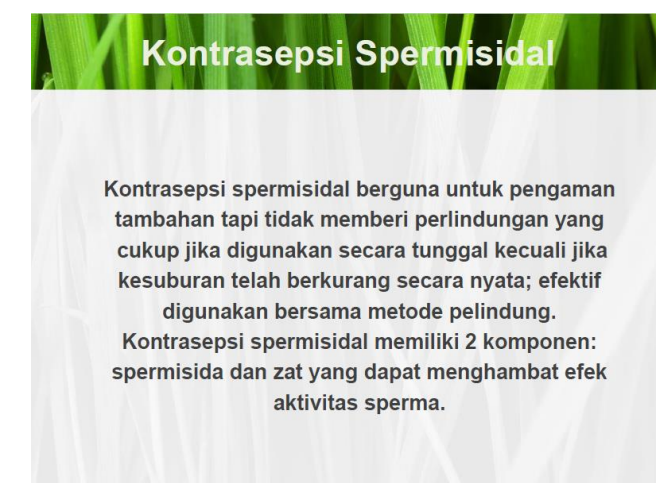 Kontrasepsi Spermisidal
Kontrasepsi spermisidal berguna untuk pengaman
tambahan tapi tidak memberi perlindungan yang
cukup jika digunakan secara tunggal kecuali jika
kesuburan telah berkurang secara nyata; efektif
digunakan bersama metode pelindung.
Kontrasepsi spermisidal memiliki 2 komponen:
spermisida dan zat yang dapat menghambat efek
aktivitas sperma.